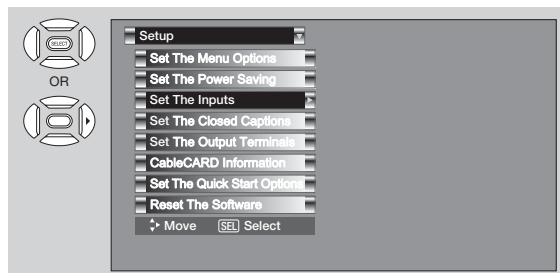 SELECT
OR
Setup
Set The Menu Options
Set The Power Saving
Set The Inputs
Set The Closed Captions
Set The Output Terminals
CableCARD Information
Set The Quick Start Options
Reset The Software
Move SEL Select